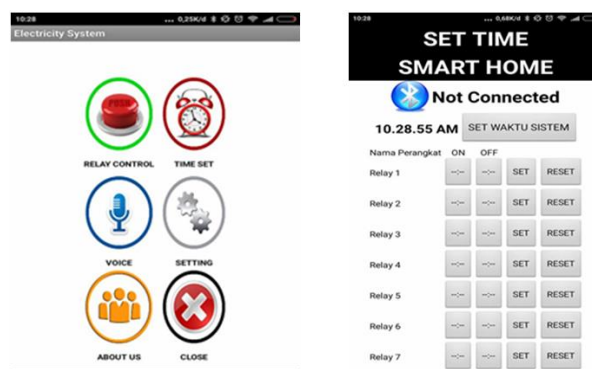 10:28
... 0,25K/d
Electricity System
PUSH
RELAY CONTROL
TIME SET
VOICE
SETTING
ABOUT US
CLOSE
10:28
... 0,68K/d
SET TIME
SMART HOME
Not Connected
10.28.55 AM SET WAKTU SISTEM
Nama Perangkat ON OFF
Relay 1 --:-- --:-- SET RESET
Relay 2 --:-- --:-- SET RESET
Relay 3 --:-- --:-- SET RESET
Relay 4 --:-- --:-- SET RESET
Relay 5 --:-- --:-- SET RESET
Relay 6 --:-- --:-- SET RESET
Relay 7 --:-- --:-- SET RESET